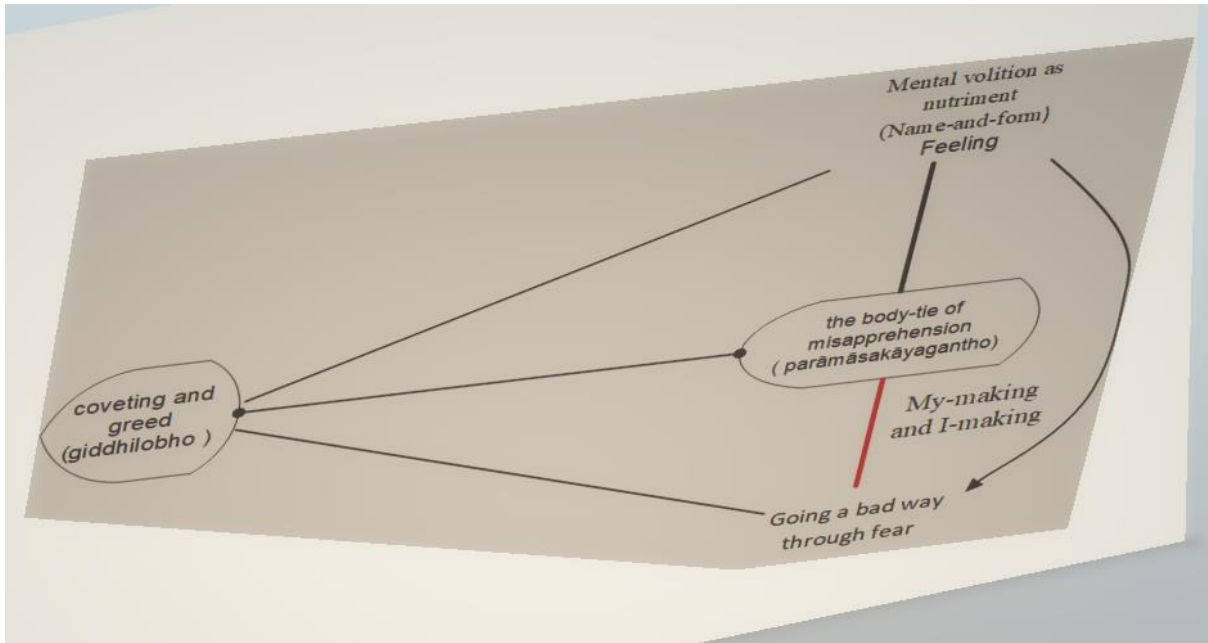 Mental volition as
nutriment
(Name-and-form)
Feeling
the body-tie of
misapprehension
( parāmāsakāyagantho)
coveting and
greed
(giddhilobho )
My-making
and I-making
Going a bad way
through fear